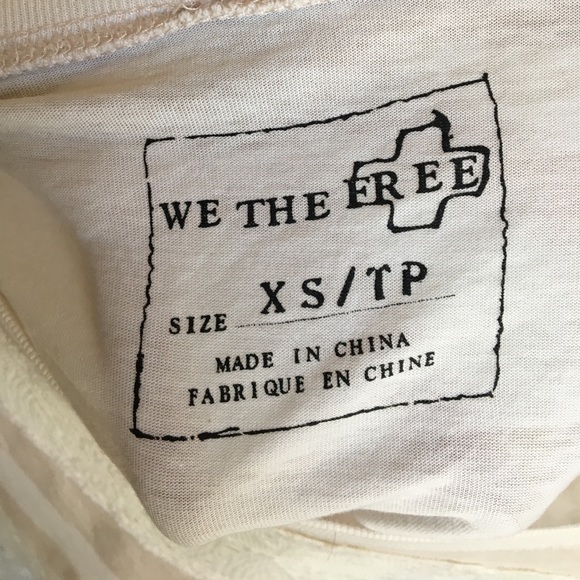 WE THE FREE
SIZE XS/TP
MADE IN CHINA
FABRIQUE EN CHINE